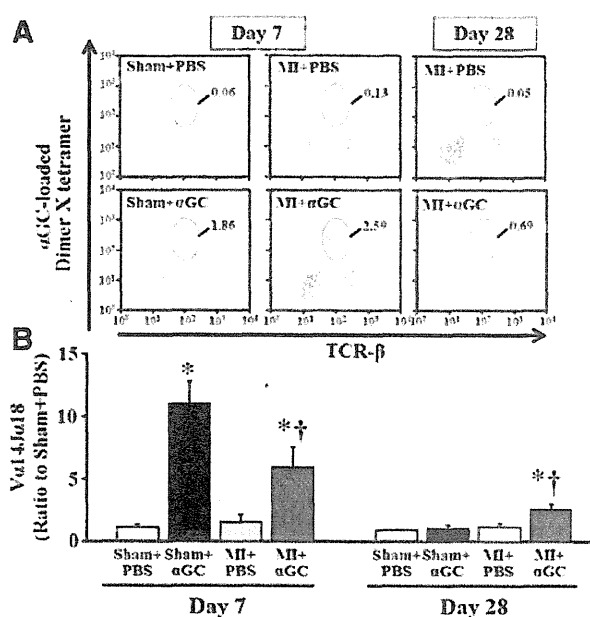 A
Day 7
Day 28
Sham+PBS
0.06
MI+PBS
0.13
MI+PBS
0.05
Sham+αGC
1.86
MI+αGC
2.59
MI+αGC
0.69
αGC-loaded
Dimer X tetramer
TCR-β
B
Vα14Jα18
(Ratio to Sham+PBS)
15
10
5
0
*
*†
*†
Sham+ Sham+ MI+ MI+
PBS αGC PBS αGC
Sham+ Sham+ MI+ MI+
PBS αGC PBS αGC
Day 7
Day 28